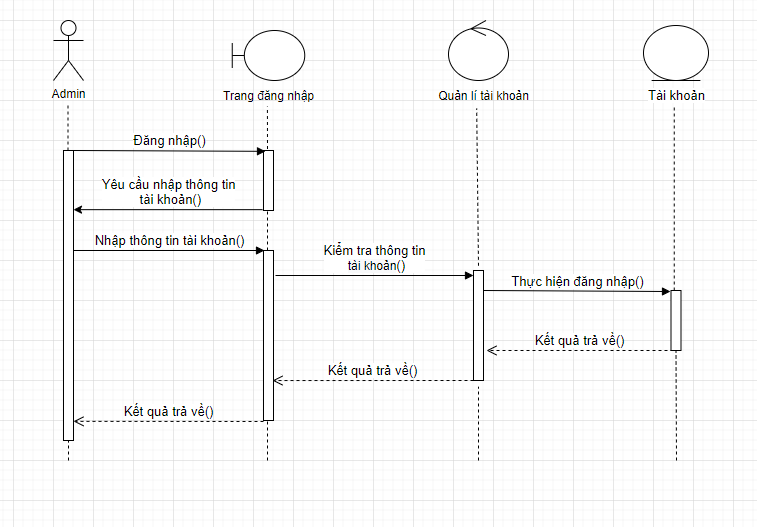 Admin
Trang đăng nhập
Quản lí tài khoản
Tài khoản
Đăng nhập()
Yêu cầu nhập thông tin
tài khoản()
Nhập thông tin tài khoản()
Kiểm tra thông tin
tài khoản()
Thực hiện đăng nhập()
Kết quả trả về()
Kết quả trả về()
Kết quả trả về()